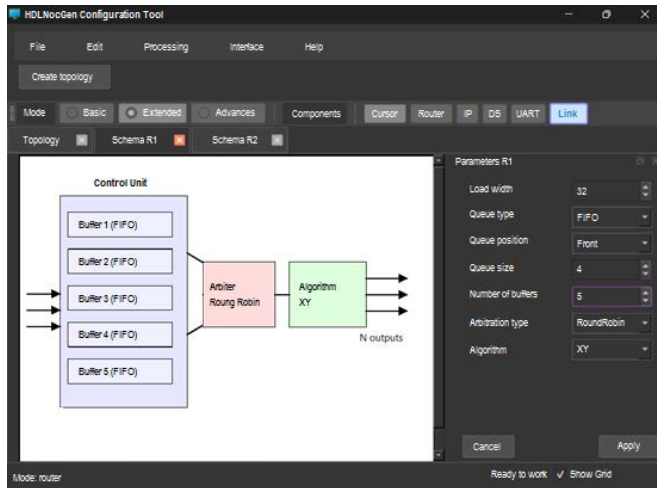 HDLNocGen Configuration Tool
File Edit Processing Interface Help
Create topology
Mode Basic Extended Advances Components Cursor Router IP DS UART Link
Topology Schema R1 Schema R2
Parameters R1
Control Unit
Buffer 1 (FIFO)
Buffer 2 (FIFO)
Buffer 3 (FIFO)
Buffer 4 (FIFO)
Buffer 5 (FIFO)
Arbiter
Roung Robin
Algorithm
XY
N outputs
Load width 32
Queue type FIFO
Queue position Front
Queue size 4
Number of buffers 5
Arbitration type RoundRobin
Algorithm XY
Cancel Apply
Mode: router Ready to work ✓ Show Grid